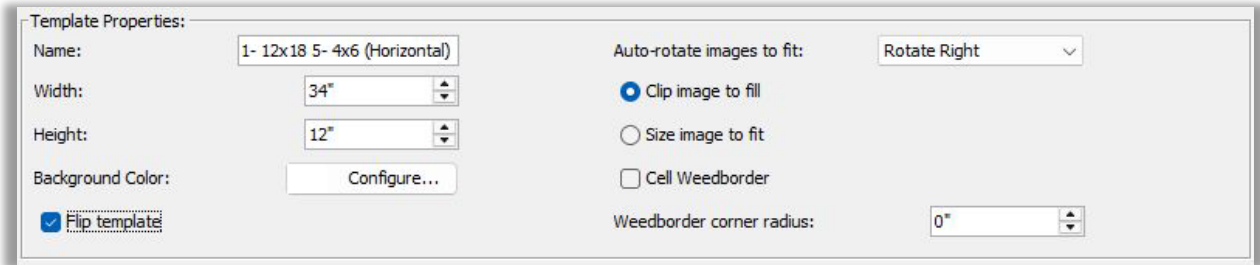 Template Properties:
Name: 1- 12x18 5- 4x6 (Horizontal) Auto-rotate images to fit: Rotate Right
Width: 34" Clip image to fill
Height: 12" Size image to fit
Background Color: Configure... Cell Weedborder
Flip template Weedborder corner radius: 0"